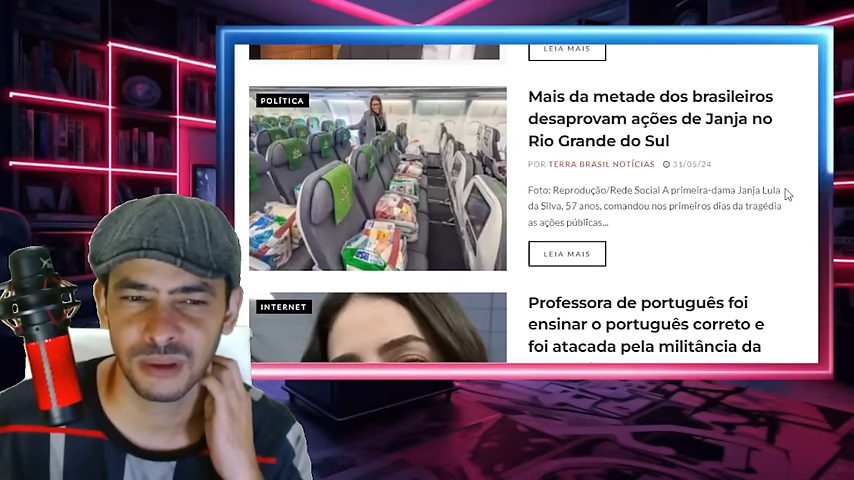 LEIA MAIS
POLÍTICA
Mais da metade dos brasileiros
desaprovam ações de Janja no
Rio Grande do Sul
POR TERRA BRASIL NOTÍCIAS 31/05/24
Foto: Reprodução/Rede Social A primeira-dama Janja Lula
da Silva, 57 anos, comandou nos primeiros dias da tragédia
as ações públicas...
LEIA MAIS
INTERNET
Professora de português foi
ensinar o português correto e
foi atacada pela militância da